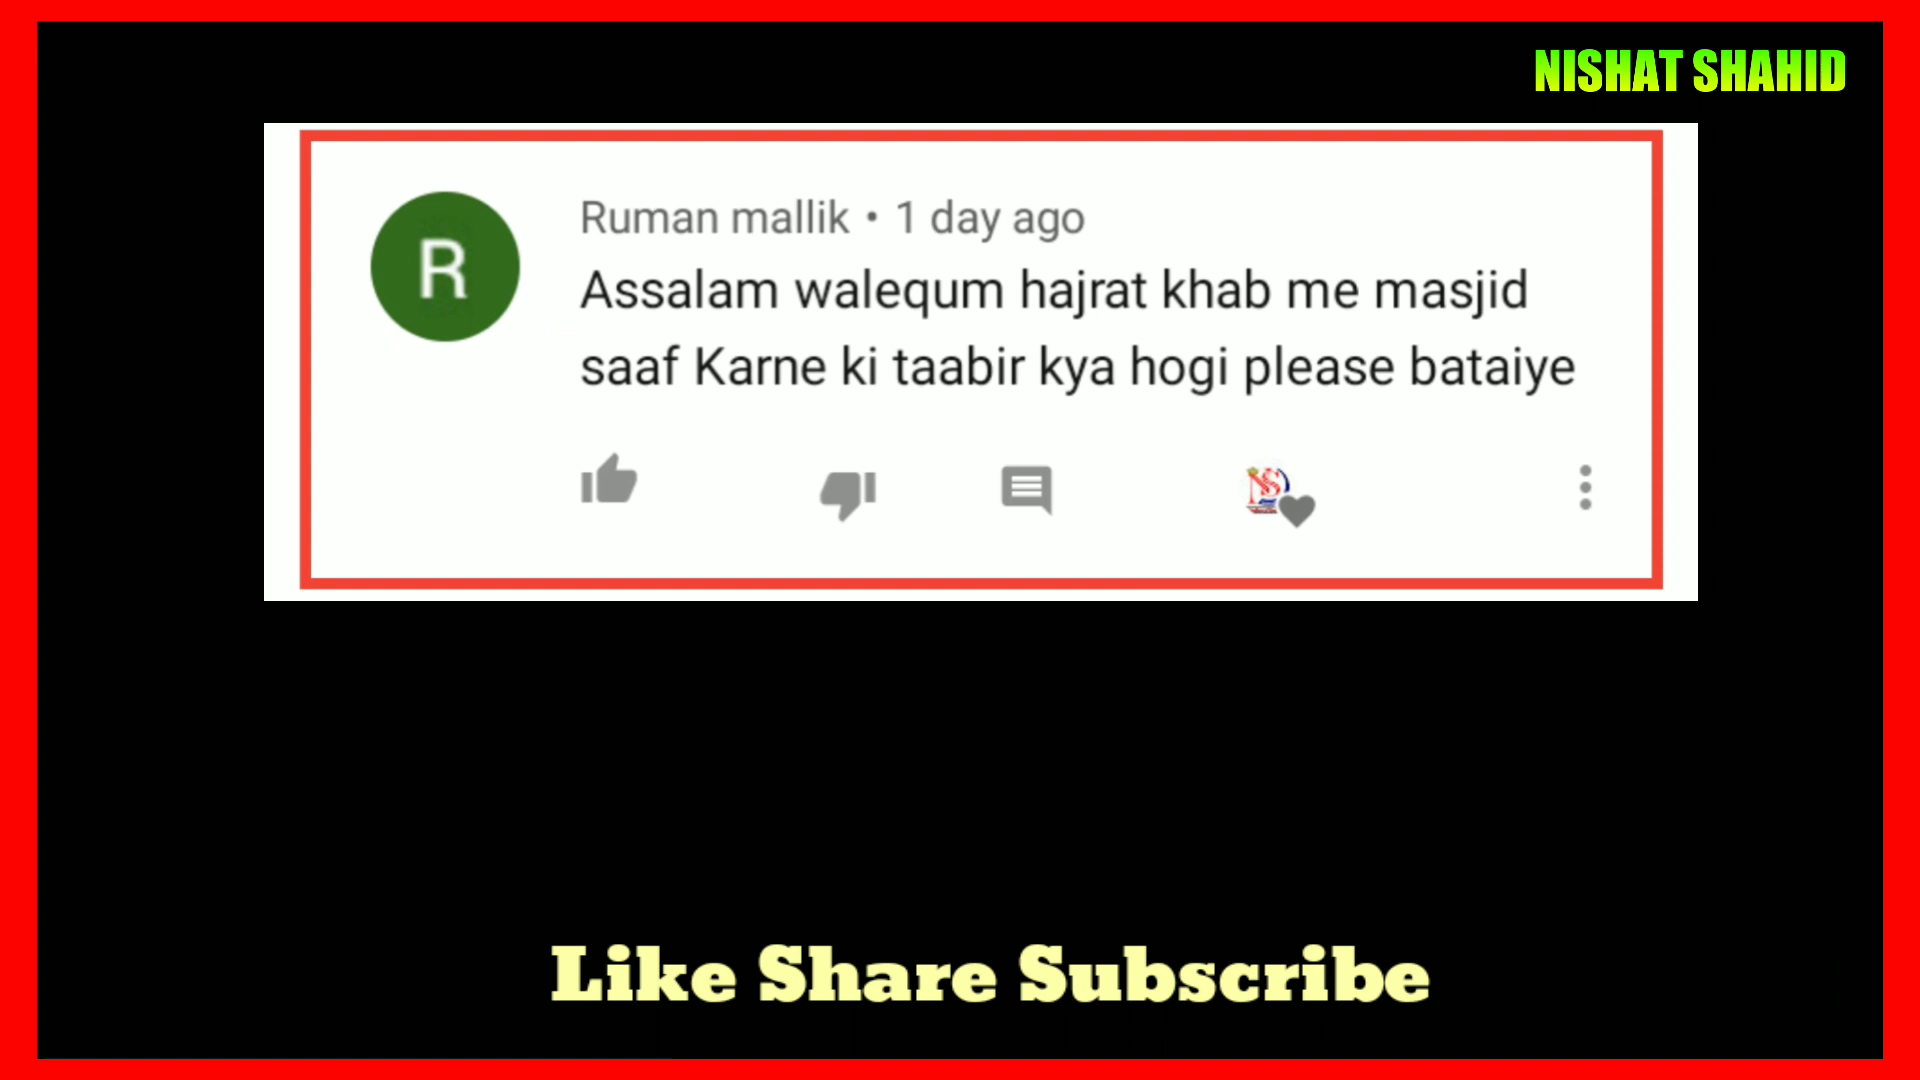 NISHAT SHAHID
Ruman mallik • 1 day ago
Assalam walequm hajrat khab me masjid
saaf Karne ki taabir kya hogi please bataiye
R
Like Share Subscribe